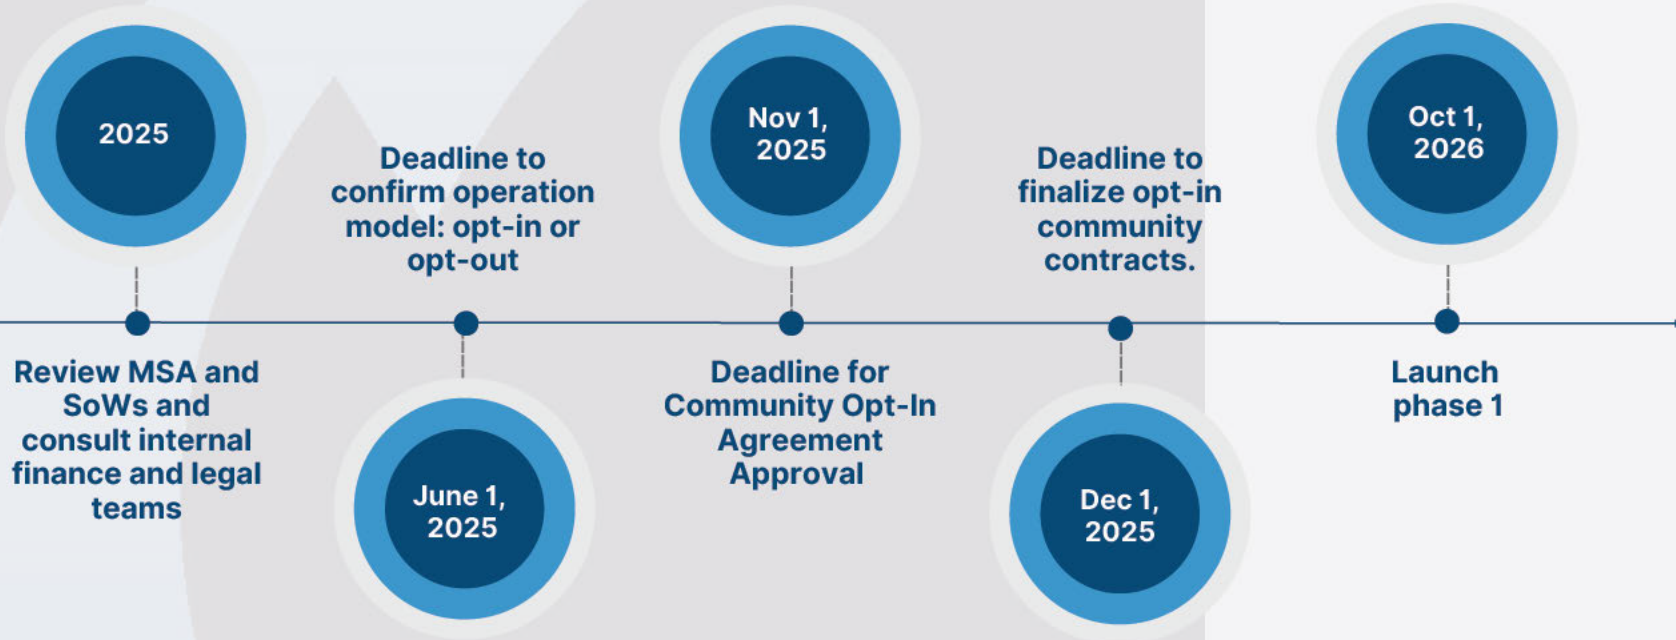 2025
Review MSA and
SoWs and
consult internal
finance and legal
teams
Deadline to
confirm operation
model: opt-in or
opt-out
June 1,
2025
Nov 1,
2025
Deadline for
Community Opt-In
Agreement
Approval
Deadline to
finalize opt-in
community
contracts.
Dec 1,
2025
Oct 1,
2026
Launch
phase 1